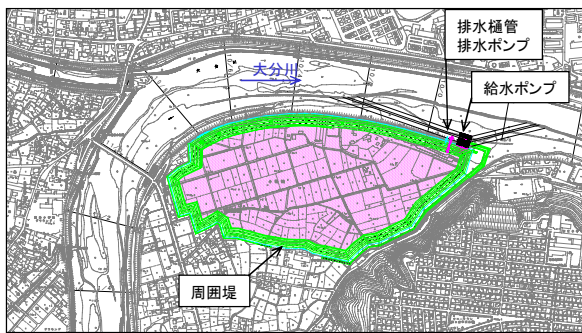 排水樋管
排水ポンプ
大分川
給水ポンプ
周囲堤